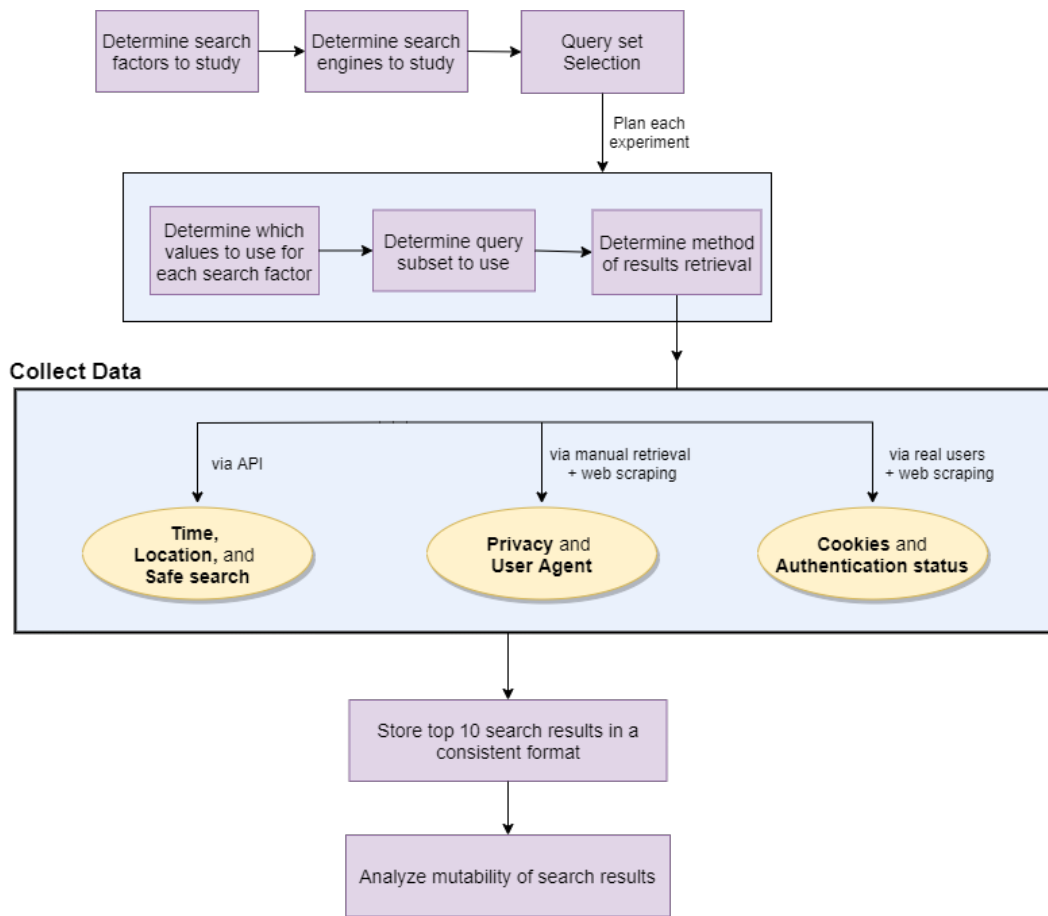 Determine search
factors to study
Determine search
engines to study
Query set
Selection
Plan each
experiment
Determine which
values to use for
each search factor
Determine query
subset to use
Determine method
of results retrieval
Collect Data
via API
via manual retrieval
+ web scraping
via real users
+ web scraping
Time,
Location, and
Safe search
Privacy and
User Agent
Cookies and
Authentication status
Store top 10 search results in a
consistent format
Analyze mutability of search results